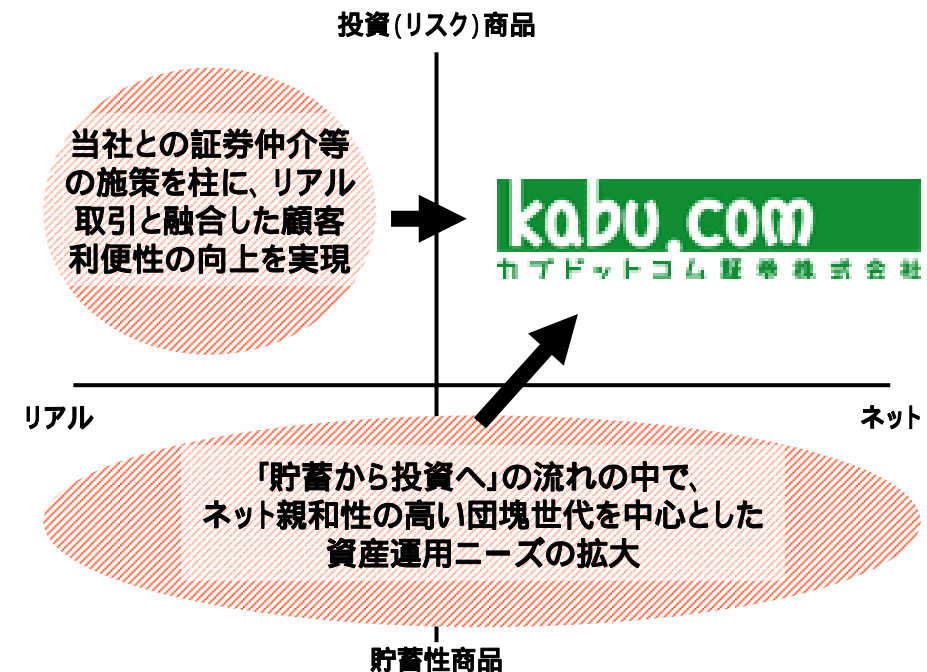 投資(リスク)商品
当社との証券仲介等
の施策を柱に、リアル
取引と融合した顧客
利便性の向上を実現
kabu.com
カブドットコム証券株式会社
リアル
ネット
「貯蓄から投資へ」の流れの中で、
ネット親和性の高い団塊世代を中心とした
資産運用ニーズの拡大
貯蓄性商品